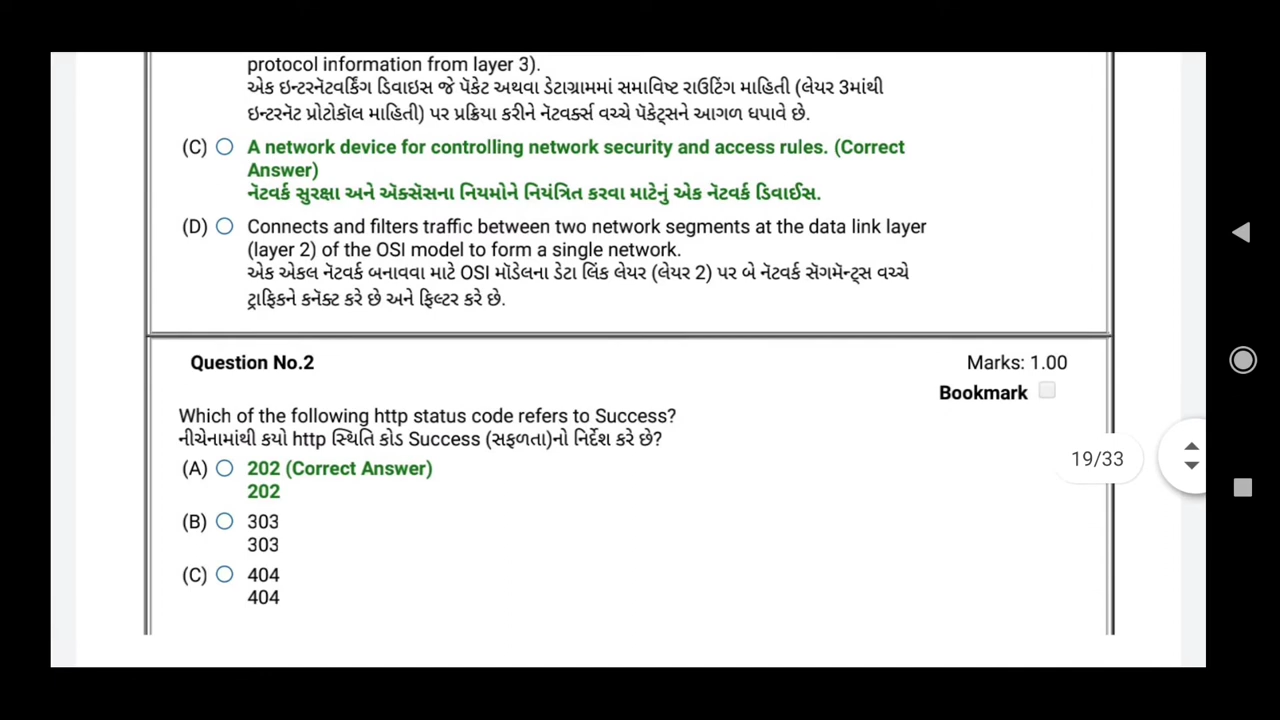 protocol information from layer 3).
એક ઇન્ટરનૅટવર્કિંગ ડિવાઇસ જે પૅકેટ અથવા ડેટાગ્રામમાં સમાવિષ્ટ રાઉટિંગ માહિતી (લેયર 3માંથી
ઇન્ટરનૅટ પ્રોટોકૉલ માહિતી) પર પ્રક્રિયા કરીને નૅટવર્ક્સ વચ્ચે પૅકેટ્સને આગળ ધપાવે છે.
(C) A network device for controlling network security and access rules. (Correct
Answer)
નૅટવર્ક સુરક્ષા અને ઍક્સૅસના નિયમોને નિયંત્રિત કરવા માટેનું એક નૅટવર્ક ડિવાઈસ.
(D) Connects and filters traffic between two network segments at the data link layer
(layer 2) of the OSI model to form a single network.
એક એકલ નૅટવર્ક બનાવવા માટે OSI મૉડેલના ડેટા લિંક લેયર (લેયર 2) પર બે નૅટવર્ક સૅગમૅન્ટ્સ વચ્ચે
ટ્રાફિકને કનૅક્ટ કરે છે અને ફિલ્ટર કરે છે.
Question No.2 Marks: 1.00
Bookmark
Which of the following http status code refers to Success?
નીચેનામાંથી કયો http સ્થિતિ કોડ Success (સફળતા)નો નિર્દેશ કરે છે?
19/33
(A) 202 (Correct Answer)
202
(B) 303
303
(C) 404
404